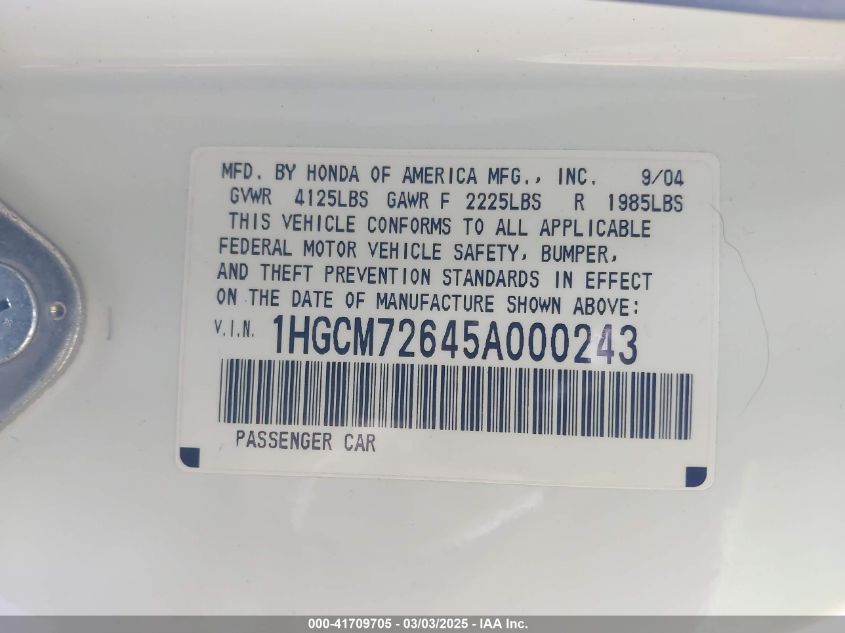 MFD. BY HONDA OF AMERICA MFG., INC. 9/04
GVWR 4125LBS GAWR F 2225LBS R 1985LBS
THIS VEHICLE CONFORMS TO ALL APPLICABLE
FEDERAL MOTOR VEHICLE SAFETY, BUMPER,
AND THEFT PREVENTION STANDARDS IN EFFECT
ON THE DATE OF MANUFACTURE SHOWN ABOVE:
V.I.N. 1HGCM72645A000243
PASSENGER CAR
000-41709705 - 03/03/2025 - IAA Inc.